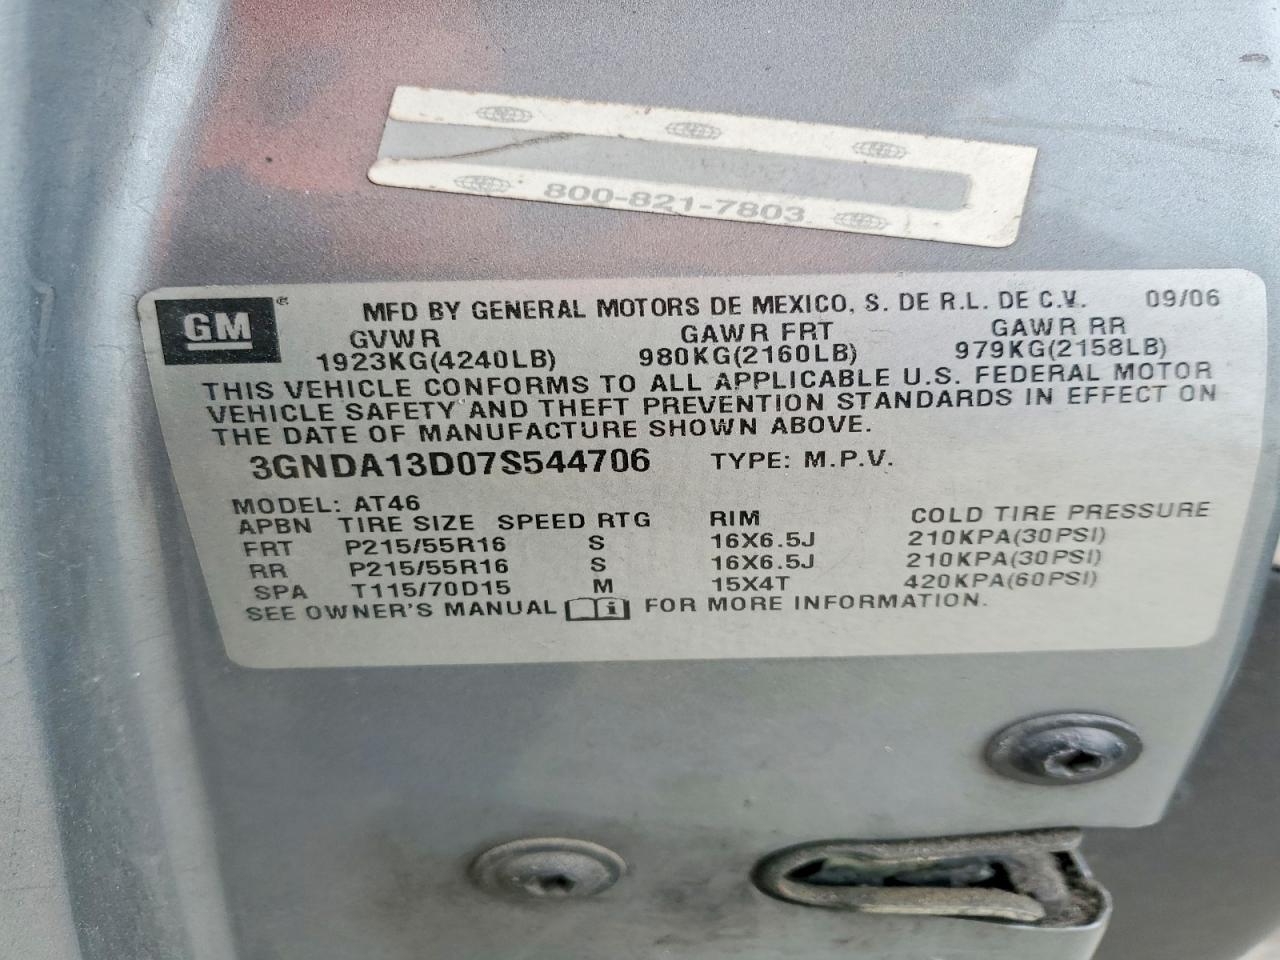 800-821-7803
GM ® MFD BY GENERAL MOTORS DE MEXICO, S. DE R.L. DE C.V. 09/06
GVWR GAWR FRT GAWR RR
1923KG(4240LB) 980KG(2160LB) 979KG(2158LB)
THIS VEHICLE CONFORMS TO ALL APPLICABLE U.S. FEDERAL MOTOR
VEHICLE SAFETY AND THEFT PREVENTION STANDARDS IN EFFECT ON
THE DATE OF MANUFACTURE SHOWN ABOVE.
3GNDA13D07S544706 TYPE: M.P.V.
MODEL: AT46
APBN TIRE SIZE SPEED RTG RIM COLD TIRE PRESSURE
FRT P215/55R16 S 16X6.5J 210KPA(30PSI)
RR P215/55R16 S 16X6.5J 210KPA(30PSI)
SPA T115/70D15 M 15X4T 420KPA(60PSI)
SEE OWNER'S MANUAL i FOR MORE INFORMATION.